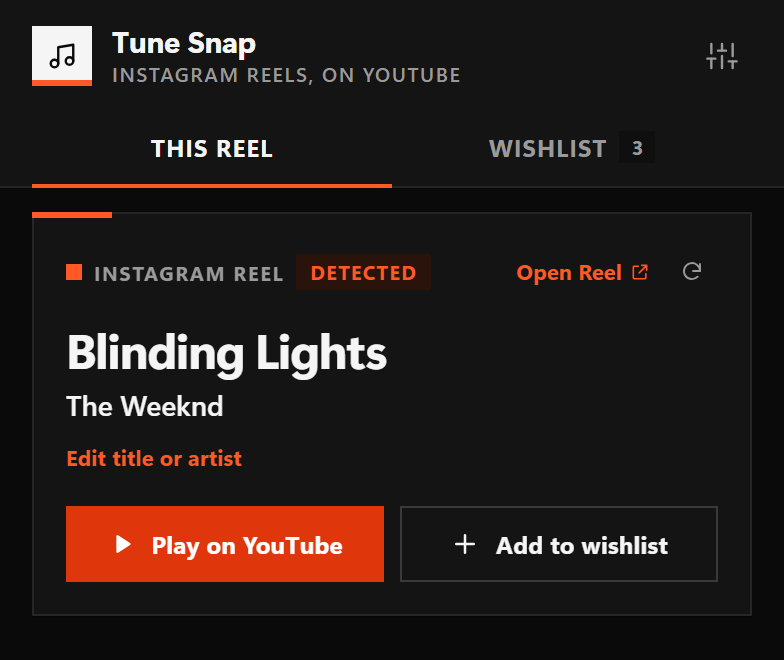 Tune Snap
INSTAGRAM REELS, ON YOUTUBE
THIS REEL
WISHLIST 3
INSTAGRAM REEL DETECTED Open Reel
Blinding Lights
The Weeknd
Edit title or artist
Play on YouTube
Add to wishlist